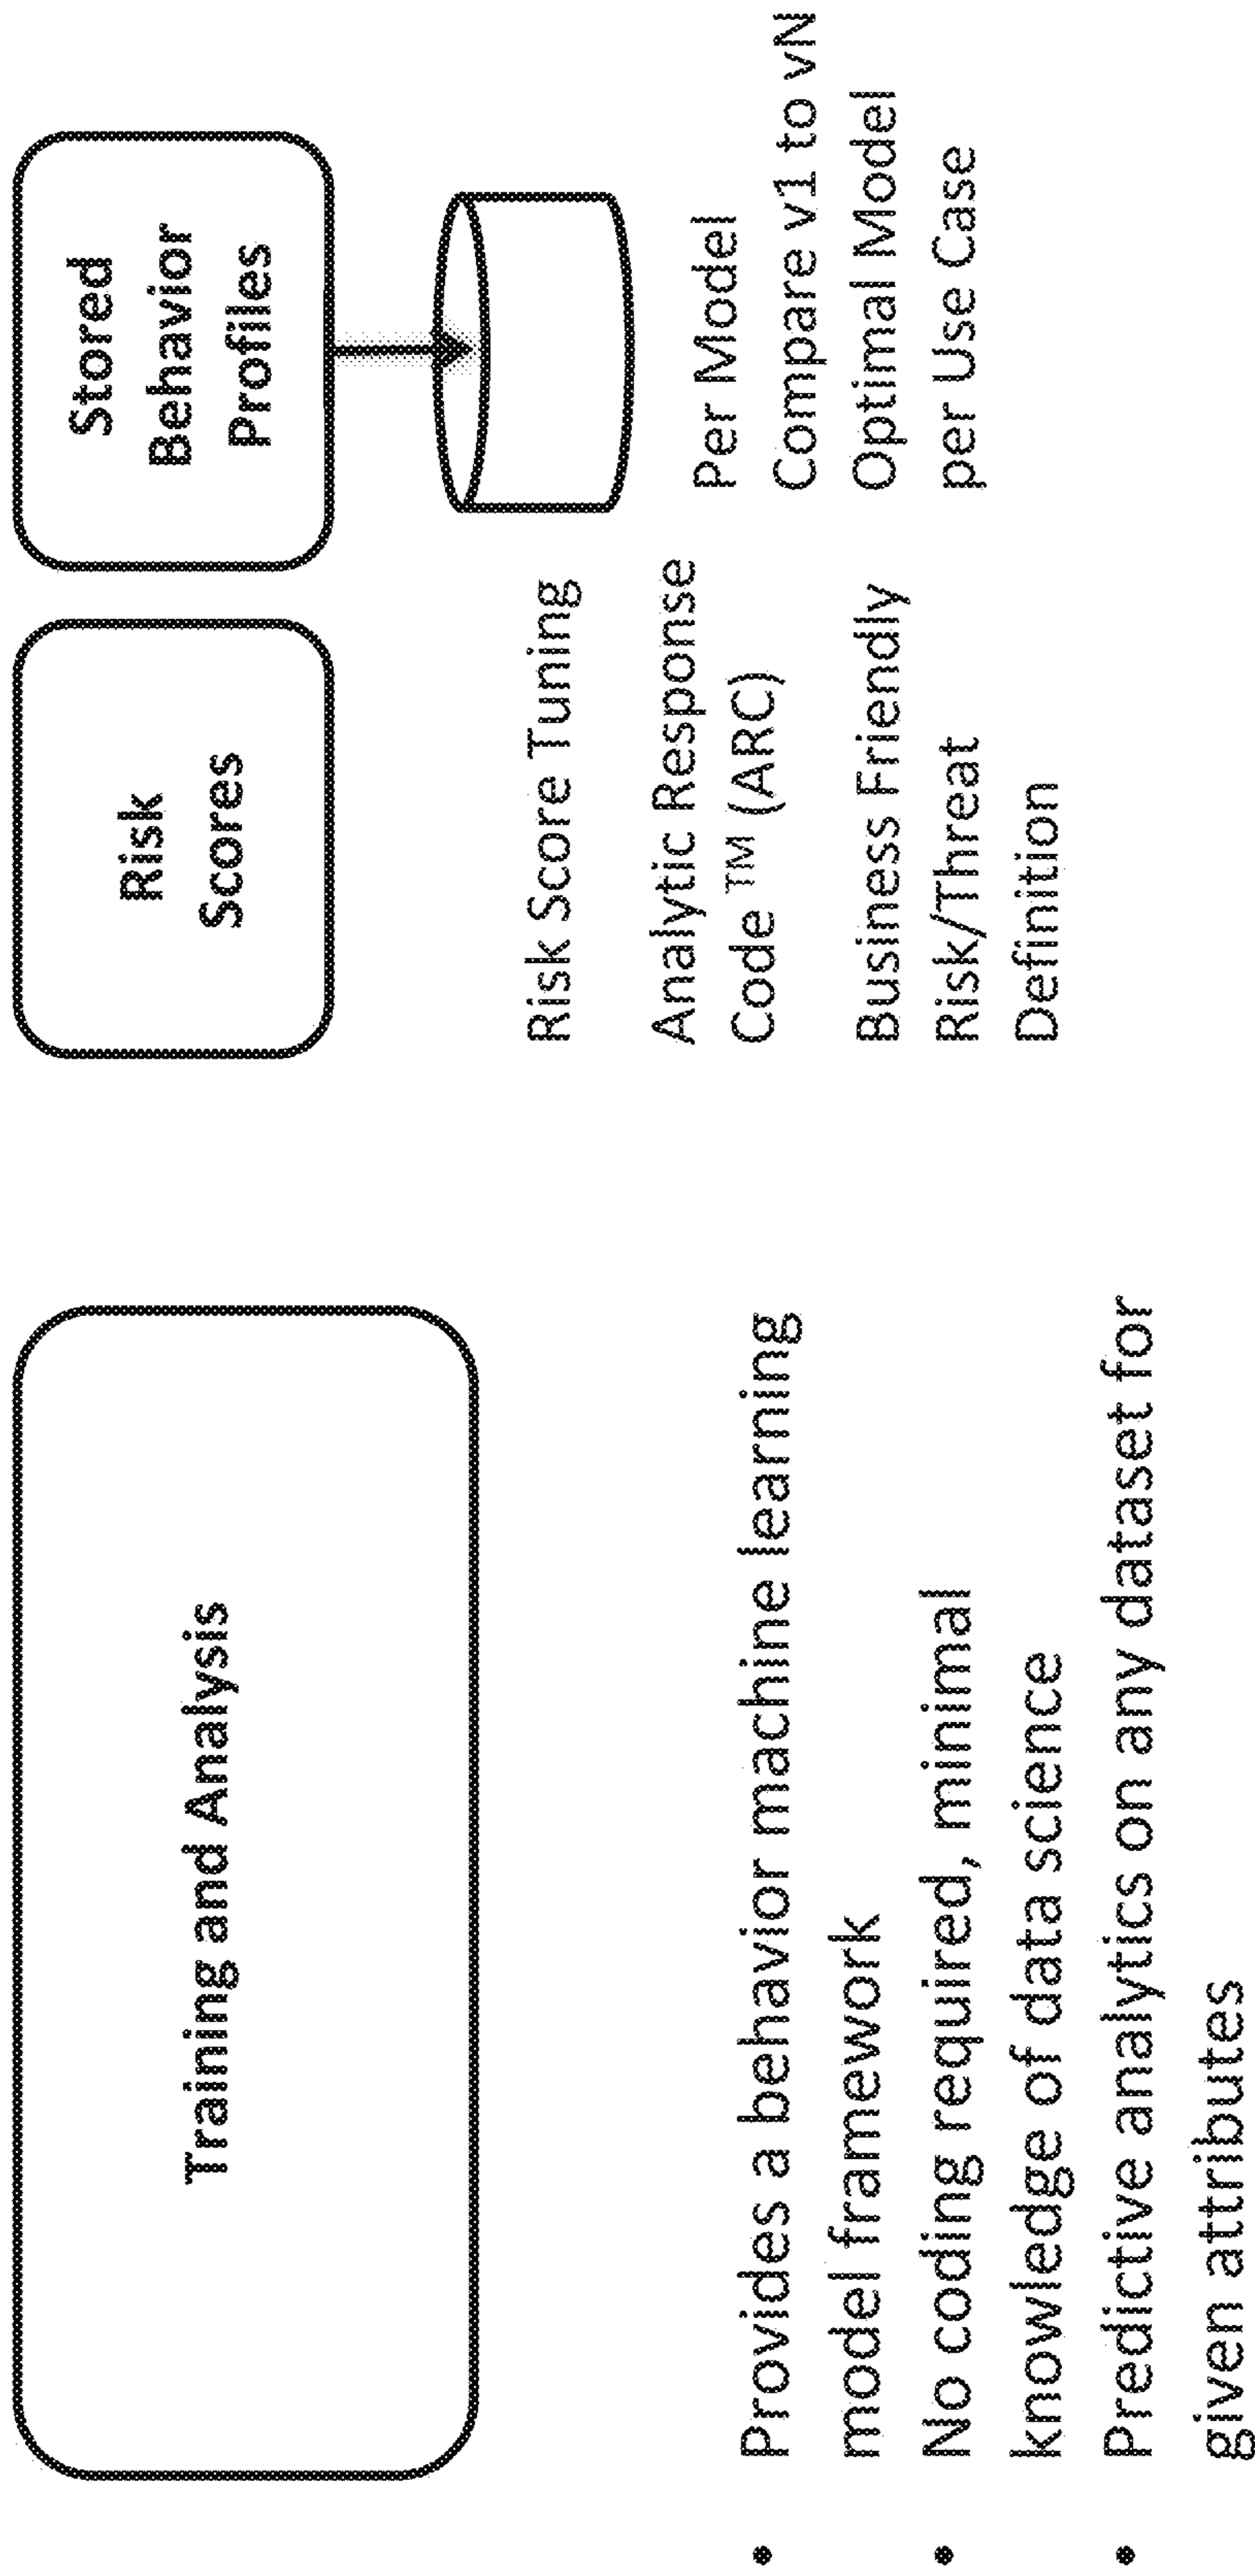 Training and Analysis
• Provides a behavior machine learning
model framework
• No coding required, minimal
knowledge of data science
• Predictive analytics on any dataset for
given attributes
Risk
Scores
Risk Score Tuning
Analytic Response
Code ™ (ARC)
Business Friendly
Risk/Threat
Definition
Stored
Behavior
Profiles
Per Model
Compare v1 to vN
Optimal Model
per Use Case